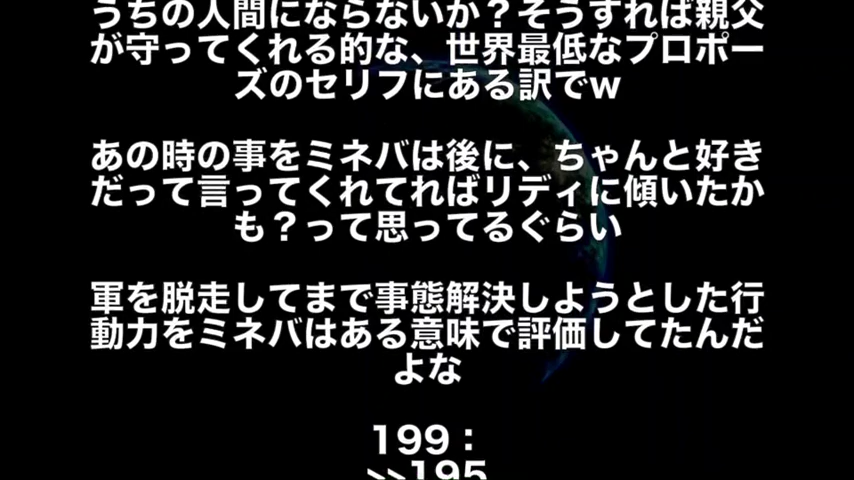 うちの人間にならないか？そうすれば親父
が守ってくれる的な、世界最低なプロポー
ズのセリフにある訳でw
あの時の事をミネバは後に、ちゃんと好き
だって言ってくれてればリディに傾いたか
も？って思ってるぐらい
軍を脱走してまで事態解決しようとした行
動力をミネバはある意味で評価してたんだ
よな
199：
>>195